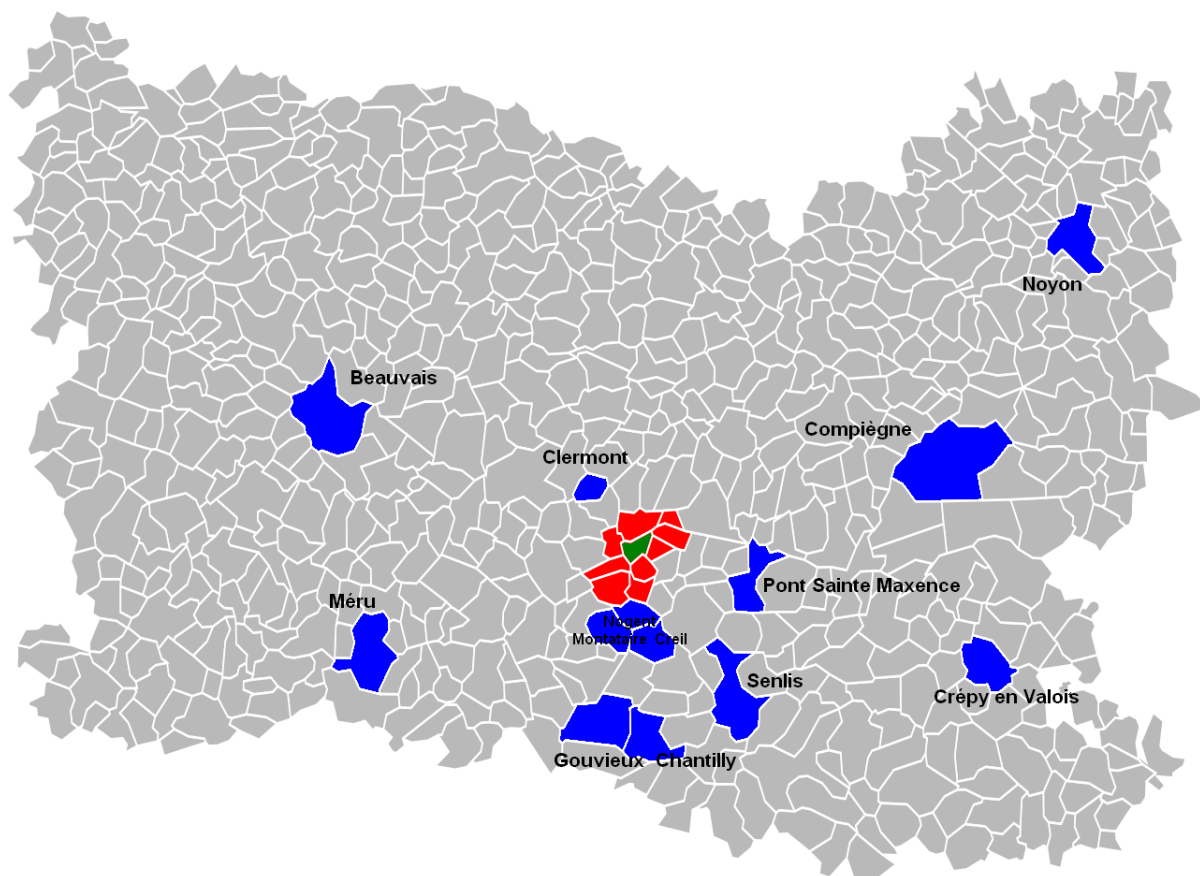 Noyon
Beauvais
Compiègne
Clermont
Pont Sainte Maxence
Méru
Nogent
Montataire Creil
Senlis
Crépy en Valois
Gouvieux Chantilly